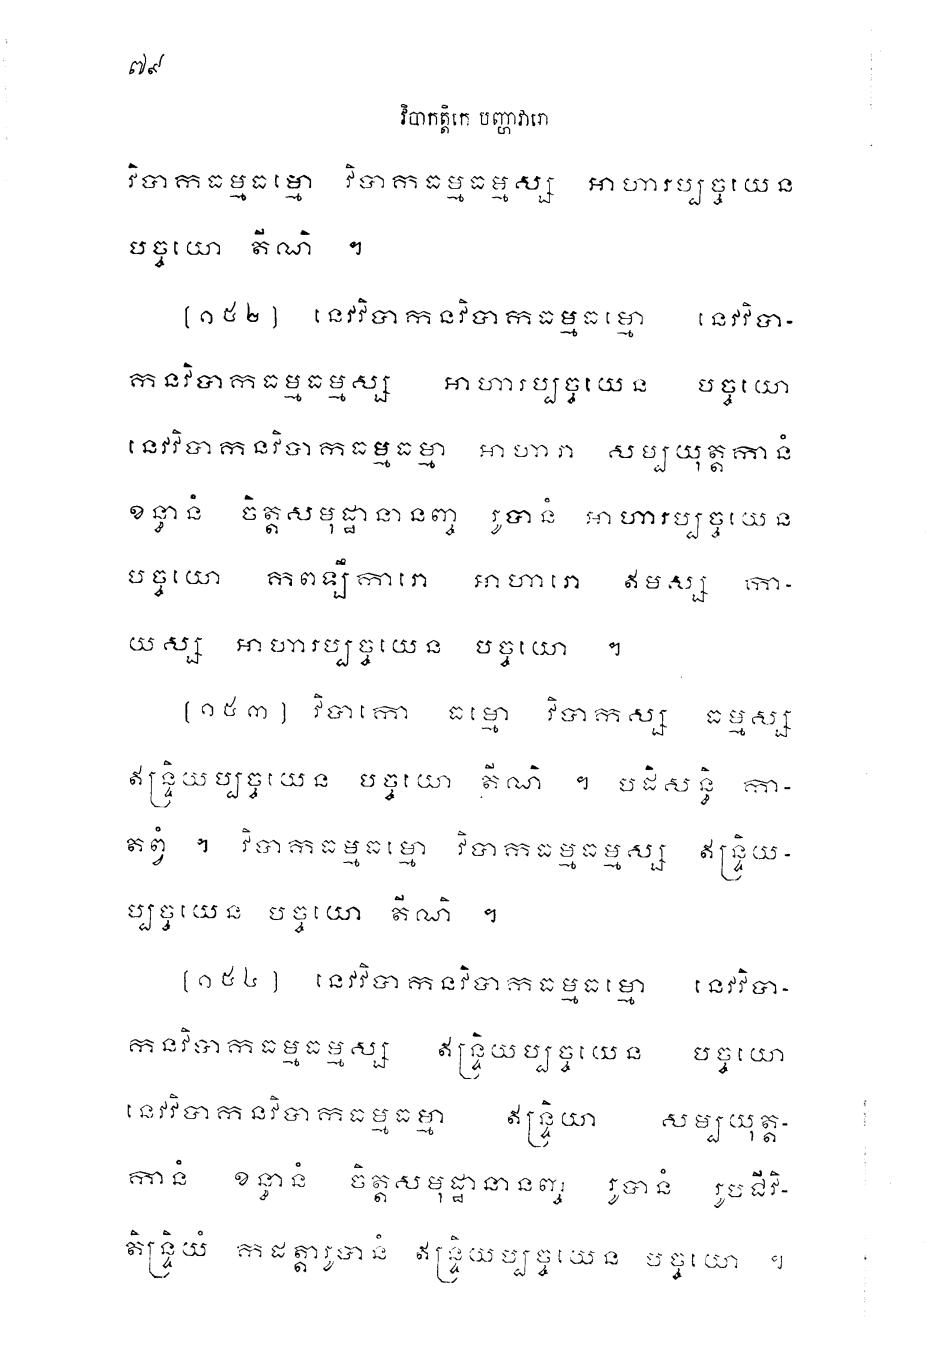 ៧៩
វិបាកត្តិកេ បញ្ហាវារោ
វិបាកធម្មធម្មោ វិបាកធម្មធម្មស្ស អាហារប្បច្ចយេន
បច្ចយោ តីណិ ។
(១៥២) នេវវិបាកនវិបាកធម្មធម្មោ នេវវិបា-
កនវិបាកធម្មធម្មស្ស អាហារប្បច្ចយេន បច្ចយោ
នេវវិបាកនវិបាកធម្មធម្មា អាហារា សម្បយុត្តកានំ
ខន្ធានំ ចិត្តសមុដ្ឋានានញ្ច រូបានំ អាហារប្បច្ចយេន
បច្ចយោ កពឡឹការោ អាហារោ ឥមស្ស កា-
យស្ស អាហារប្បច្ចយេន បច្ចយោ ។
(១៥៣) វិបាកោ ធម្មោ វិបាកស្ស ធម្មស្ស
ឥន្ទ្រិយប្បច្ចយេន បច្ចយោ តីណិ ។ បដិសន្ធិ កា-
តព្វំ ។ វិបាកធម្មធម្មោ វិបាកធម្មធម្មស្ស ឥន្ទ្រិយ-
ប្បច្ចយេន បច្ចយោ តីណិ ។
(១៥៤) នេវវិបាកនវិបាកធម្មធម្មោ នេវវិបា-
កនវិបាកធម្មធម្មស្ស ឥន្ទ្រិយប្បច្ចយេន បច្ចយោ
នេវវិបាកនវិបាកធម្មធម្មា ឥន្ទ្រិយា សម្បយុត្ត-
កានំ ខន្ធានំ ចិត្តសមុដ្ឋានានញ្ច រូបានំ រូបជីវិ-
តិន្ទ្រិយំ កដត្តារូបានំ ឥន្ទ្រិយប្បច្ចយេន បច្ចយោ ។